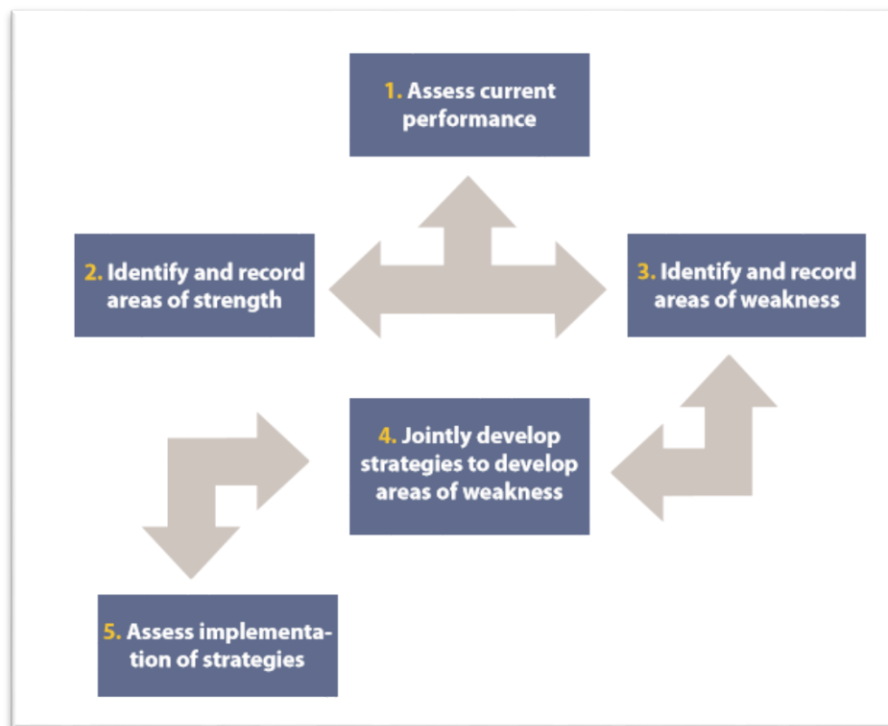 1. Assess current
performance
2. Identify and record
areas of strength
3. Identify and record
areas of weakness
4. Jointly develop
strategies to develop
areas of weakness
5. Assess implementa-
tion of strategies